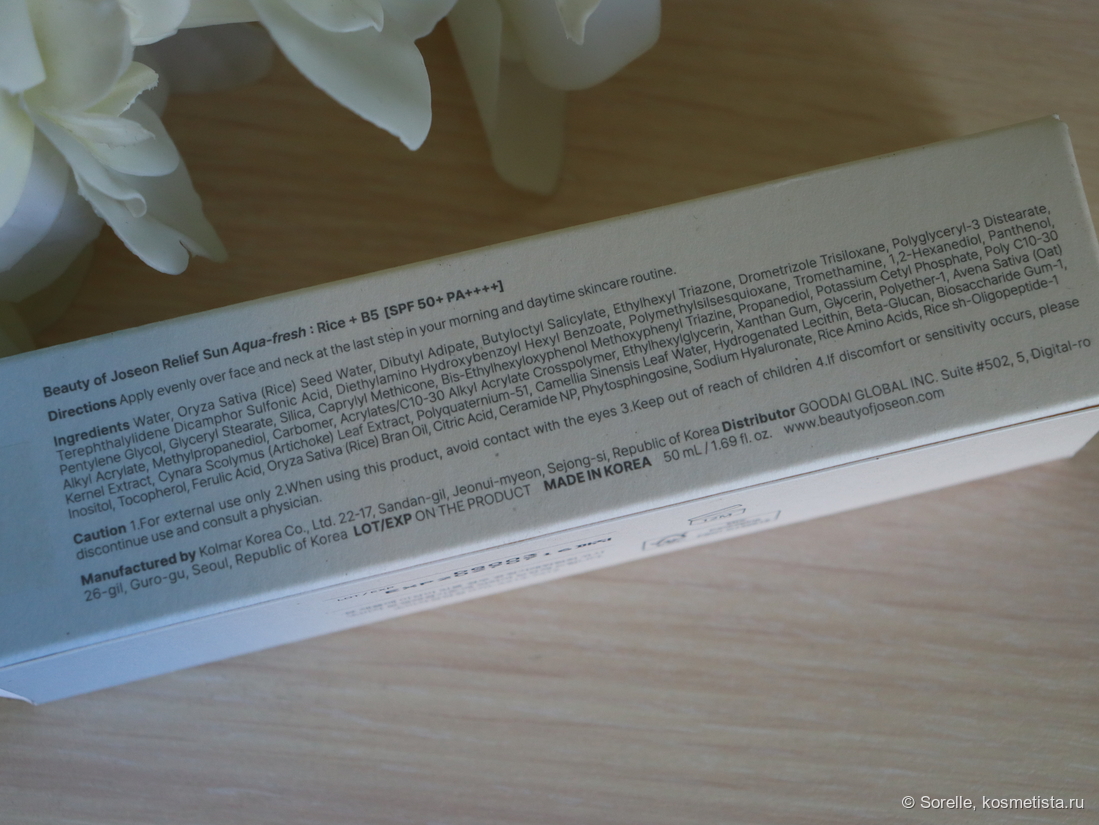 Beauty of Joseon Relief Sun Aqua-fresh : Rice + B5 [SPF 50+ PA++++]
Directions Apply evenly over face and neck at the last step in your morning and daytime skincare routine.
Ingredients Water, Oryza Sativa (Rice) Seed Water, Dibutyl Adipate, Butyloctyl Salicylate, Ethylhexyl Triazone, Drometrizole Trisiloxane, Polyglyceryl-3 Distearate,
Terephthalylidene Dicamphor Sulfonic Acid, Diethylamino Hydroxybenzoyl Hexyl Benzoate, Polymethylsilsesquioxane, Tromethamine, 1,2-Hexanediol, Panthenol,
Pentylene Glycol, Glyceryl Stearate, Silica, Caprylyl Methicone, Bis-Ethylhexyloxyphenol Methoxyphenyl Triazine, Propanediol, Potassium Cetyl Phosphate, Poly C10-30
Alkyl Acrylate, Methylpropanediol, Carbomer, Acrylates/C10-30 Alkyl Acrylate Crosspolymer, Ethylhexylglycerin, Xanthan Gum, Glycerin, Polyether-1, Avena Sativa (Oat)
Kernel Extract, Cynara Scolymus (Artichoke) Leaf Extract, Polyquaternium-51, Camellia Sinensis Leaf Water, Hydrogenated Lecithin, Beta-Glucan, Biosaccharide Gum-1,
Inositol, Tocopherol, Ferulic Acid, Oryza Sativa (Rice) Bran Oil, Citric Acid, Ceramide NP, Phytosphingosine, Sodium Hyaluronate, Rice Amino Acids, Rice sh-Oligopeptide-1
Caution 1.For external use only 2.When using this product, avoid contact with the eyes 3.Keep out of reach of children 4.If discomfort or sensitivity occurs, please
discontinue use and consult a physician.
Manufactured by Kolmar Korea Co., Ltd. 22-17, Sandan-gil, Jeonui-myeon, Sejong-si, Republic of Korea Distributor GOODAI GLOBAL INC. Suite #502, 5, Digital-ro
26-gil, Guro-gu, Seoul, Republic of Korea LOT/EXP ON THE PRODUCT MADE IN KOREA 50 mL / 1.69 fl. oz. www.beautyofjoseon.com
12M
© Sorelle, kosmetista.ru